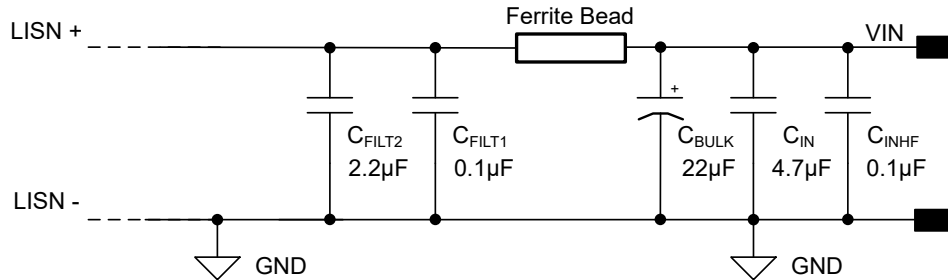 Ferrite Bead
LISN +
VIN
+
CFILT2
2.2µF
CFILT1
0.1µF
CBULK
22µF
CIN
4.7µF
CINHF
0.1µF
LISN -
GND
GND